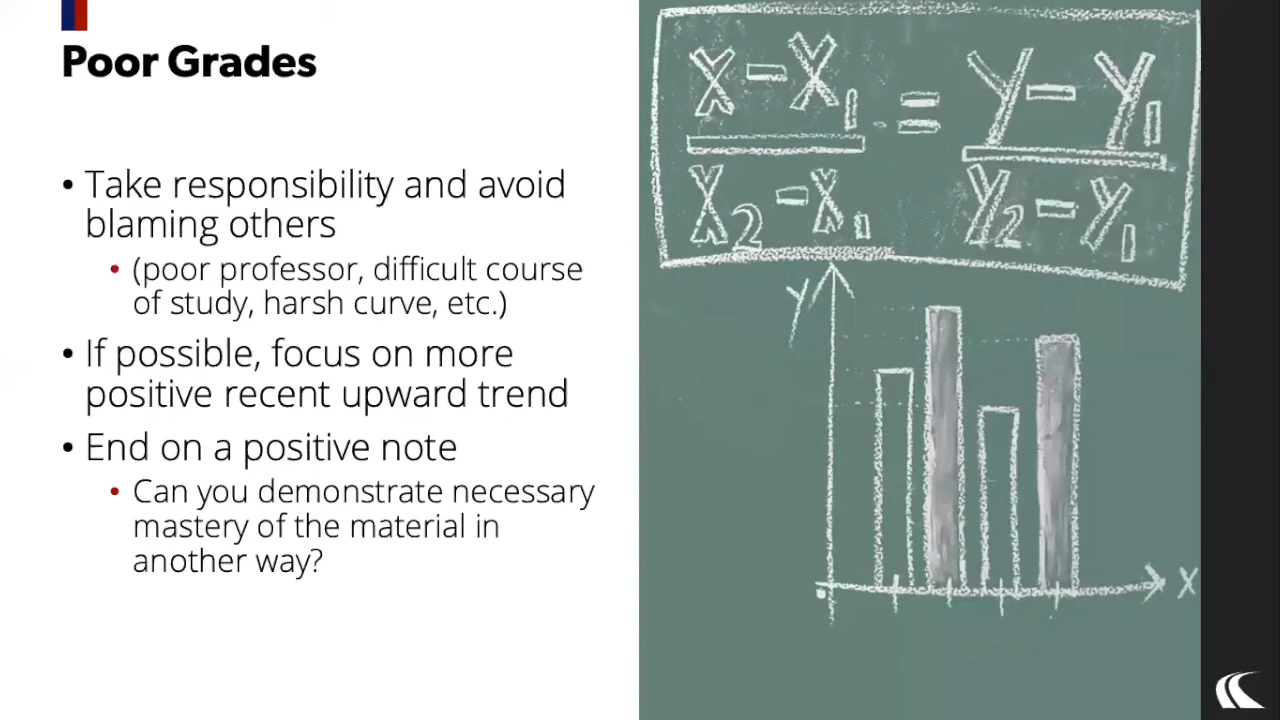 Poor Grades
• Take responsibility and avoid
blaming others
• (poor professor, difficult course
of study, harsh curve, etc.)
• If possible, focus on more
positive recent upward trend
• End on a positive note
• Can you demonstrate necessary
mastery of the material in
another way?
X – X₁ = Y – Y₁
X₂ – X₁ Y₂ – Y₁
Y
X